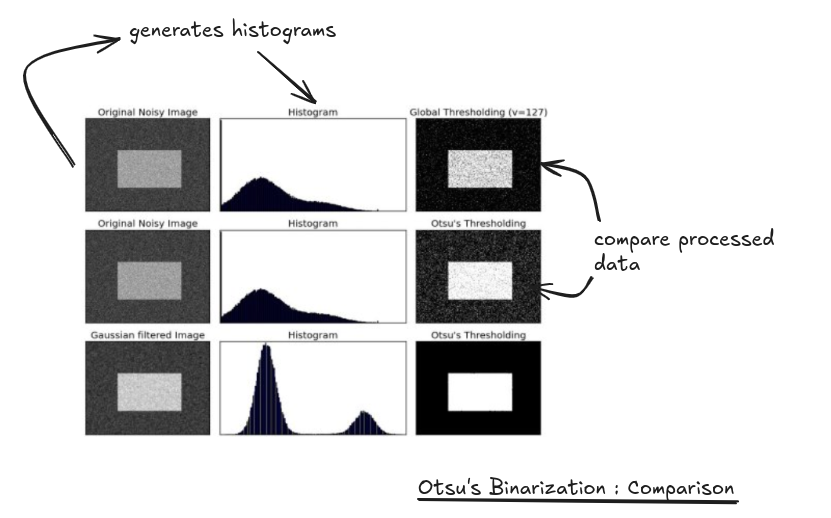 generates histograms
Original Noisy Image
Histogram
Global Thresholding (v=127)
Original Noisy Image
Histogram
Otsu's Thresholding
compare processed
data
Gaussian filtered Image
Histogram
Otsu's Thresholding
Otsu's Binarization : Comparison